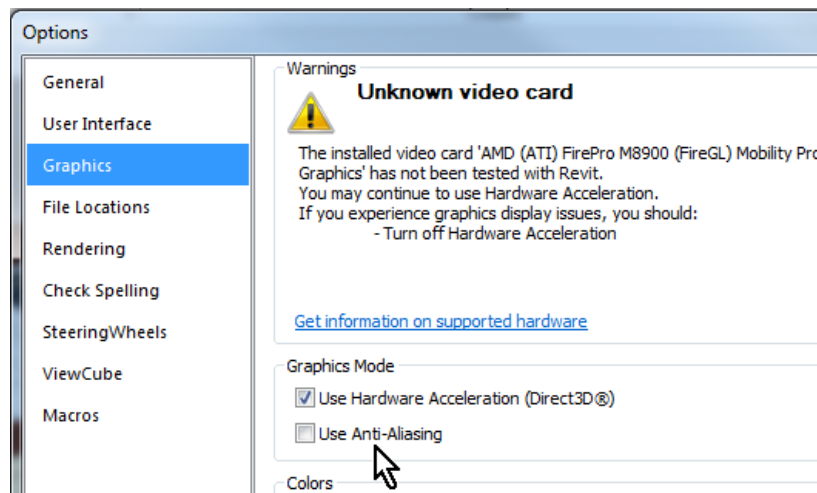 Options
General
User Interface
Graphics
File Locations
Rendering
Check Spelling
SteeringWheels
ViewCube
Macros
Warnings
Unknown video card
The installed video card 'AMD (ATI) FirePro M8900 (FireGL) Mobility Pro
Graphics' has not been tested with Revit.
You may continue to use Hardware Acceleration.
If you experience graphics display issues, you should:
- Turn off Hardware Acceleration
Get information on supported hardware
Graphics Mode
Use Hardware Acceleration (Direct3D®)
Use Anti-Aliasing
Colors